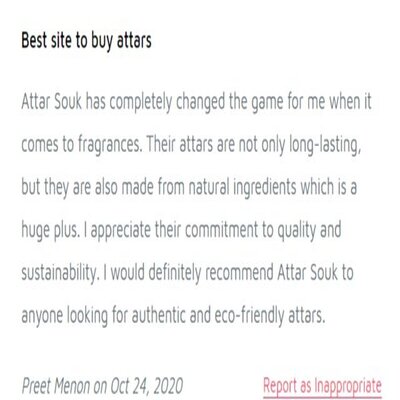 Best site to buy attars
Attar Souk has completely changed the game for me when it
comes to fragrances. Their attars are not only long-lasting,
but they are also made from natural ingredients which is a
huge plus. I appreciate their commitment to quality and
sustainability. I would definitely recommend Attar Souk to
anyone looking for authentic and eco-friendly attars.
Preet Menon on Oct 24, 2020 Report as Inappropriate